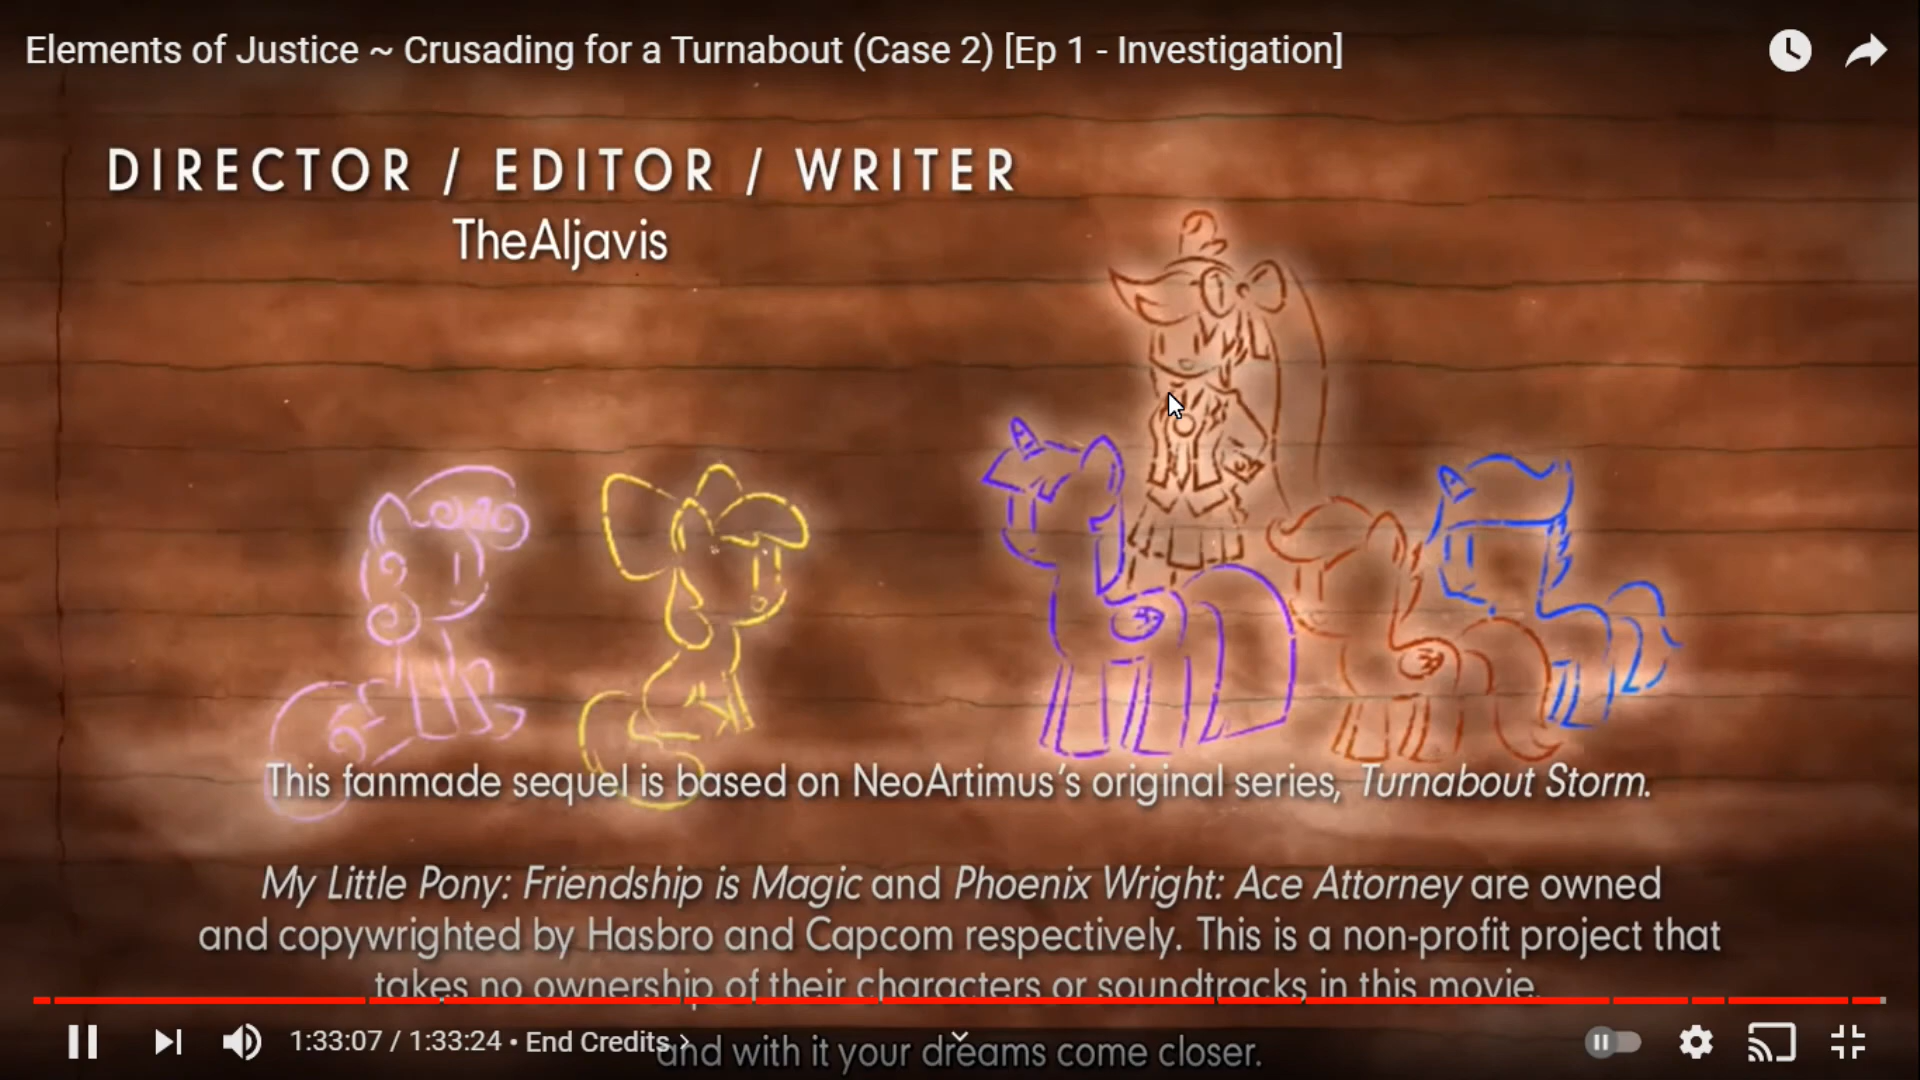 Elements of Justice ~ Crusading for a Turnabout (Case 2) [Ep 1 - Investigation]
DIRECTOR / EDITOR / WRITER
TheAljavis
This fanmade sequel is based on NeoArtimus's original series, Turnabout Storm.
My Little Pony: Friendship is Magic and Phoenix Wright: Ace Attorney are owned
and copywrighted by Hasbro and Capcom respectively. This is a non-profit project that
takes no ownership of their characters or soundtracks in this movie.
1:33:07 / 1:33:24 • End Credits
and with it your dreams come closer.